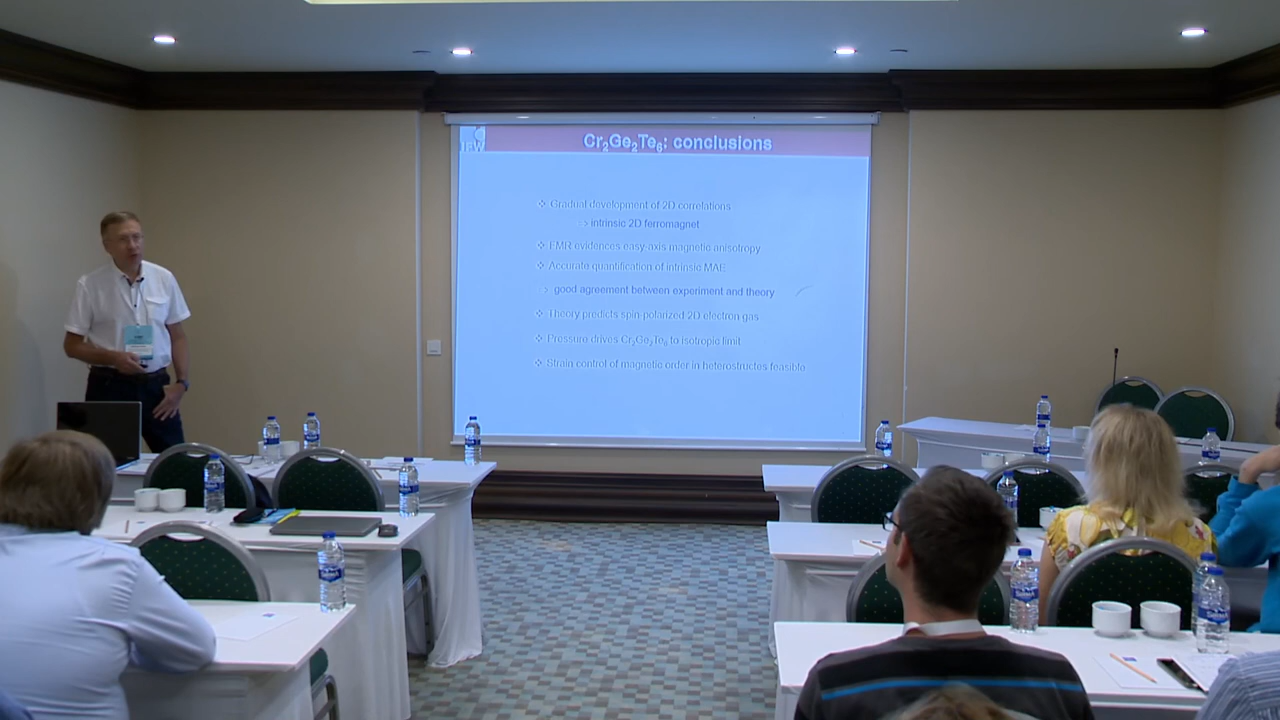 IFW
Cr₂Ge₂Te₆: conclusions
❖ Gradual development of 2D correlations
-> intrinsic 2D ferromagnet
❖ FMR evidences easy-axis magnetic anisotropy
❖ Accurate quantification of intrinsic MAE
good agreement between experiment and theory
❖ Theory predicts spin-polarized 2D electron gas
❖ Pressure drives Cr₂Ge₂Te₆ to isotropic limit
❖ Strain control of magnetic order in heterostructes feasible